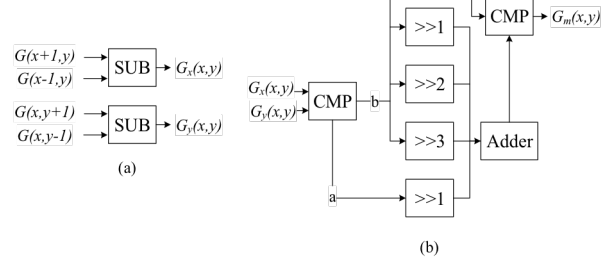 G(x+1,y)
G(x-1,y)
SUB
Gx(x,y)
G(x,y+1)
G(x,y-1)
SUB
Gy(x,y)
(a)
Gx(x,y)
Gy(x,y)
CMP
b
a
>>1
>>2
>>3
>>1
Adder
CMP
Gm(x,y)
(b)